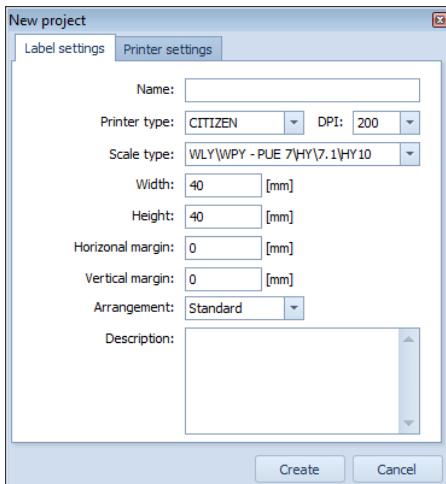 New project
Label settings Printer settings
Name:
Printer type: CITIZEN DPI: 200
Scale type: WLY\WPY - PUE 7\HY\7.1\HY10
Width: 40 [mm]
Height: 40 [mm]
Horizonal margin: 0 [mm]
Vertical margin: 0 [mm]
Arrangement: Standard
Description:
Create Cancel